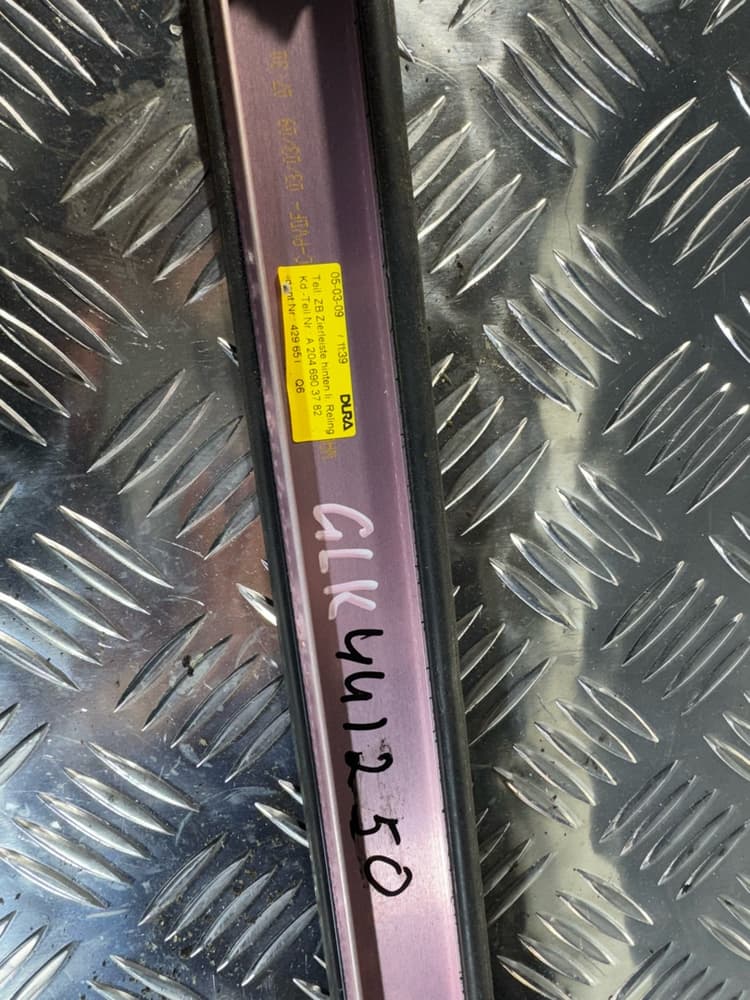 05-03-09 / 11:39
DURA
Teil: ZB Zierleiste hinten li. Reling
Kd.-Teil Nr.: A 204 690 37 82
Nr.: 429 651 Q6
GLK
441250